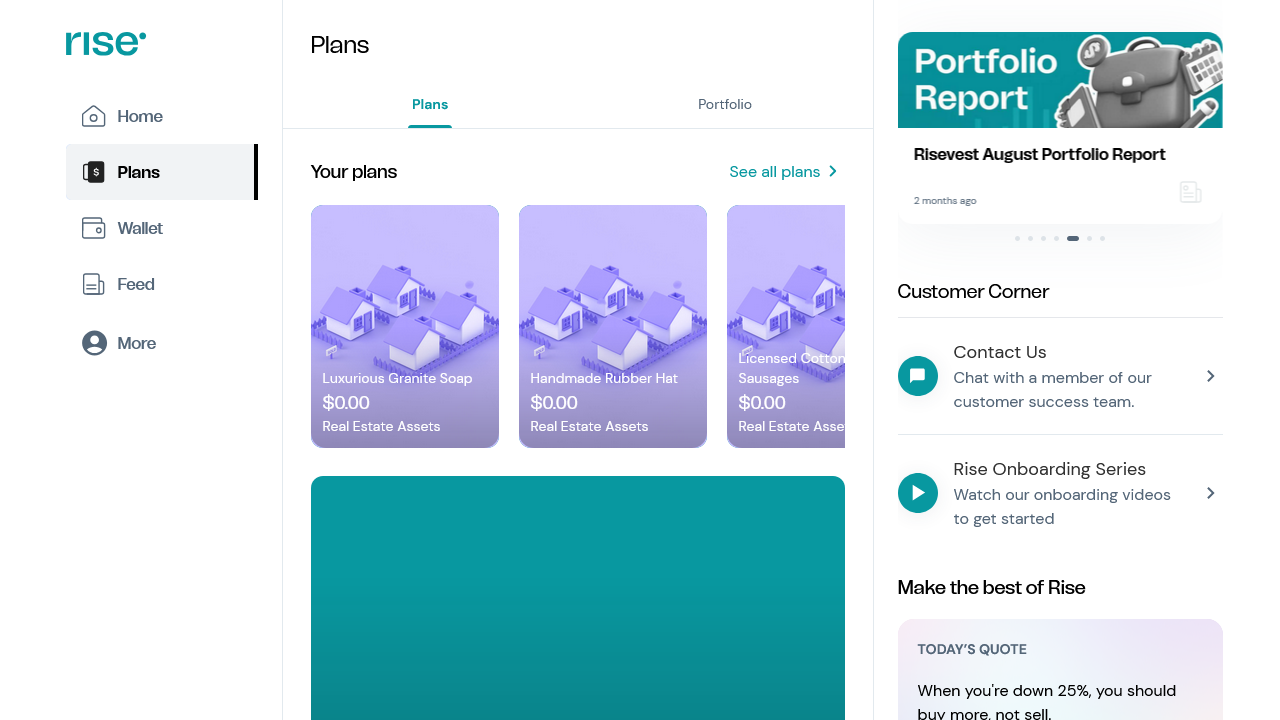 rise
Home
Plans
Wallet
Feed
More
Plans
Plans
Portfolio
Your plans
See all plans
Luxurious Granite Soap
$0.00
Real Estate Assets
Handmade Rubber Hat
$0.00
Real Estate Assets
Licensed Cotton
Sausages
$0.00
Real Estate Asse
Portfolio
Report
Risevest August Portfolio Report
2 months ago
Customer Corner
Contact Us
Chat with a member of our
customer success team.
Rise Onboarding Series
Watch our onboarding videos
to get started
Make the best of Rise
TODAY'S QUOTE
When you're down 25%, you should
buy more, not sell.